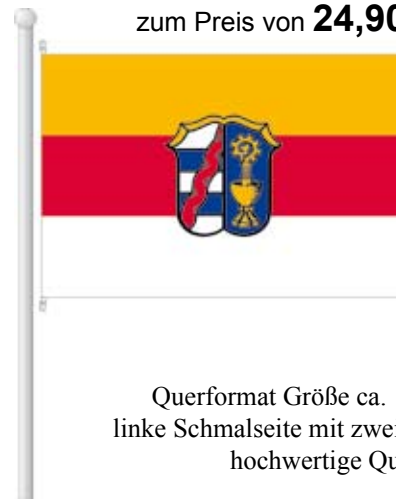 zum Preis von 24,90
Querformat Größe ca.
linke Schmalseite mit zwei
hochwertige Qu